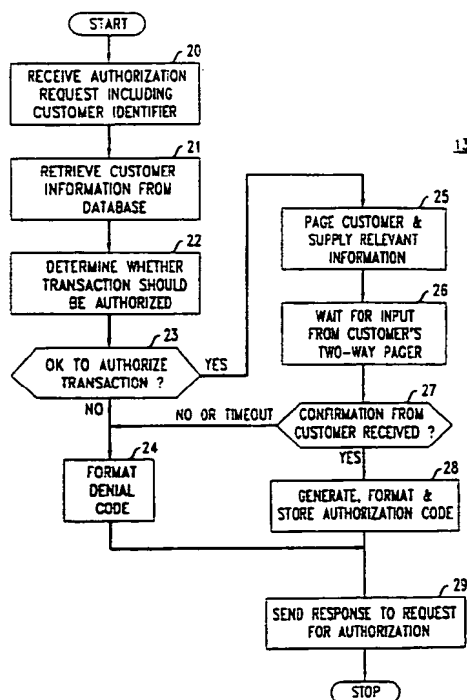 START
20
RECEIVE AUTHORIZATION
REQUEST INCLUDING
CUSTOMER IDENTIFIER
21
RETRIEVE CUSTOMER
INFORMATION FROM
DATABASE
22
DETERMINE WHETHER
TRANSACTION SHOULD
BE AUTHORIZED
23
OK TO AUTHORIZE
TRANSACTION ?
YES
NO
24
FORMAT
DENIAL
CODE
13
25
PAGE CUSTOMER &
SUPPLY RELEVANT
INFORMATION
26
WAIT FOR INPUT
FROM CUSTOMER'S
TWO-WAY PAGER
27
NO OR TIMEOUT
CONFIRMATION FROM
CUSTOMER RECEIVED ?
YES
28
GENERATE, FORMAT &
STORE AUTHORIZATION CODE
29
SEND RESPONSE TO REQUEST
FOR AUTHORIZATION
STOP